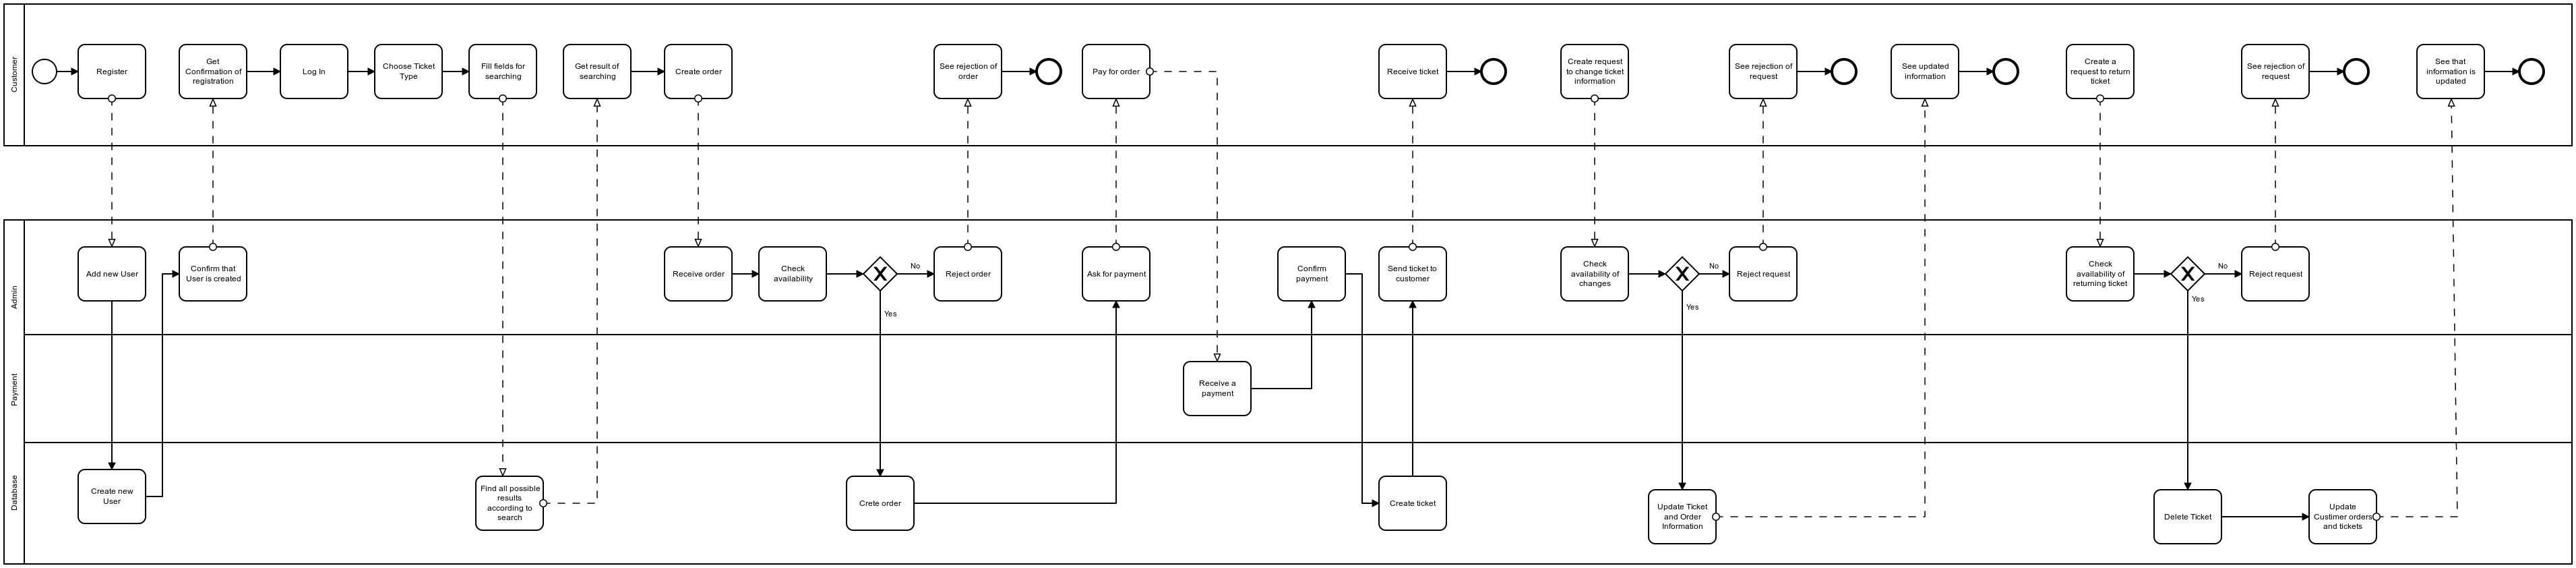 Customer
Register
Get
Confirmation of
registration
Log In
Choose Ticket
Type
Fill fields for
searching
Get result of
searching
Create order
See rejection of
order
Pay for order
Receive ticket
Create request
to change ticket
information
See rejection of
request
See updated
information
Create a
request to return
ticket
See rejection of
request
See that
information is
updated
Admin
Add new User
Confirm that
User is created
Receive order
Check
availability
No
Yes
Reject order
Ask for payment
Confirm
payment
Send ticket to
customer
Check
availability of
changes
No
Yes
Reject request
Check
availability of
returning ticket
No
Yes
Reject request
Payment
Receive a
payment
Database
Create new
User
Find all possible
results
according to
search
Crete order
Create ticket
Update Ticket
and Order
Information
Delete Ticket
Update
Custimer orders
and tickets